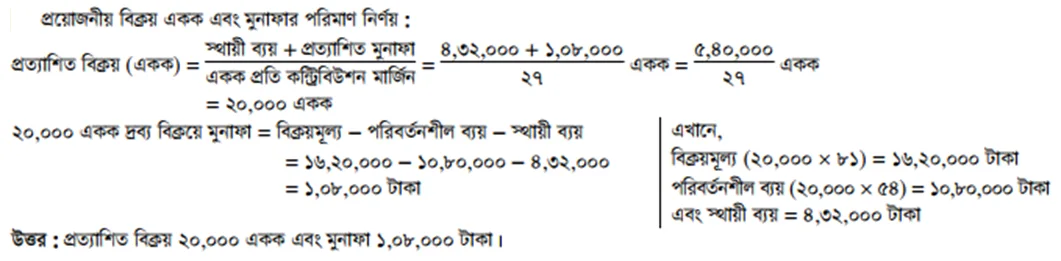 প্রয়োজনীয় বিক্রয় একক এবং মুনাফার পরিমাণ নির্ণয় :
প্রত্যাশিত বিক্রয় (একক) = স্থায়ী ব্যয় + প্রত্যাশিত মুনাফা / একক প্রতি কন্ট্রিবিউশন মার্জিন = ৪,৩২,০০০ + ১,০৮,০০০ / ২৭ একক = ৫,৪০,০০০ / ২৭ একক
= ২০,০০০ একক
২০,০০০ একক দ্রব্য বিক্রয়ে মুনাফা = বিক্রয়মূল্য – পরিবর্তনশীল ব্যয় – স্থায়ী ব্যয়
= ১৬,২০,০০০ – ১০,৮০,০০০ – ৪,৩২,০০০
= ১,০৮,০০০ টাকা
এখানে,
বিক্রয়মূল্য (২০,০০০ × ৮১) = ১৬,২০,০০০ টাকা
পরিবর্তনশীল ব্যয় (২০,০০০ × ৫৪) = ১০,৮০,০০০ টাকা
এবং স্থায়ী ব্যয় = ৪,৩২,০০০ টাকা
উত্তর : প্রত্যাশিত বিক্রয় ২০,০০০ একক এবং মুনাফা ১,০৮,০০০ টাকা।